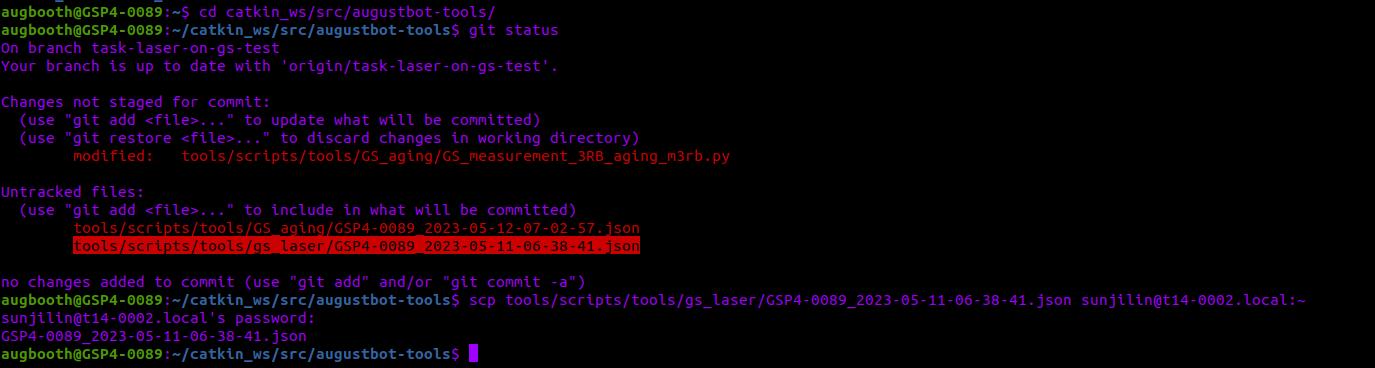 augbooth@GSP4-0089:~$ cd catkin_ws/src/augustbot-tools/
augbooth@GSP4-0089:~/catkin_ws/src/augustbot-tools$ git status
On branch task-laser-on-gs-test
Your branch is up to date with 'origin/task-laser-on-gs-test'.
Changes not staged for commit:
(use "git add <file>..." to update what will be committed)
(use "git restore <file>..." to discard changes in working directory)
modified:   tools/scripts/tools/GS_aging/GS_measurement_3RB_aging_m3rb.py
Untracked files:
(use "git add <file>..." to include in what will be committed)
tools/scripts/tools/GS_aging/GSP4-0089_2023-05-12-07-02-57.json
tools/scripts/tools/gs_laser/GSP4-0089_2023-05-11-06-38-41.json
no changes added to commit (use "git add" and/or "git commit -a")
augbooth@GSP4-0089:~/catkin_ws/src/augustbot-tools$ scp tools/scripts/tools/gs_laser/GSP4-0089_2023-05-11-06-38-41.json sunjilin@t14-0002.local:~
sunjilin@t14-0002.local's password:
GSP4-0089_2023-05-11-06-38-41.json
augbooth@GSP4-0089:~/catkin_ws/src/augustbot-tools$